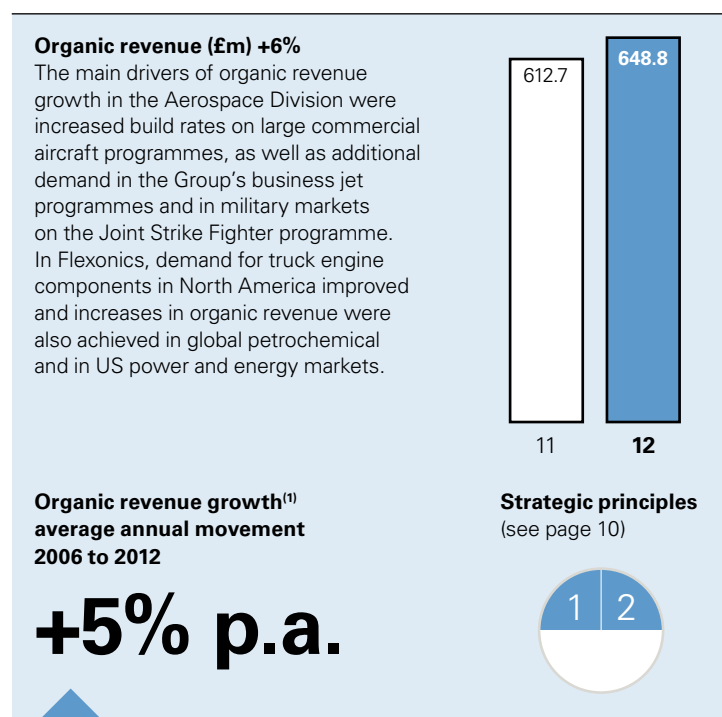 Organic revenue (£m) +6%
The main drivers of organic revenue
growth in the Aerospace Division were
increased build rates on large commercial
aircraft programmes, as well as additional
demand in the Group’s business jet
programmes and in military markets
on the Joint Strike Fighter programme.
In Flexonics, demand for truck engine
components in North America improved
and increases in organic revenue were
also achieved in global petrochemical
and in US power and energy markets.
612.7
648.8
11
12
Organic revenue growth(1)
average annual movement
2006 to 2012
+5% p.a.
Strategic principles
(see page 10)
1 2